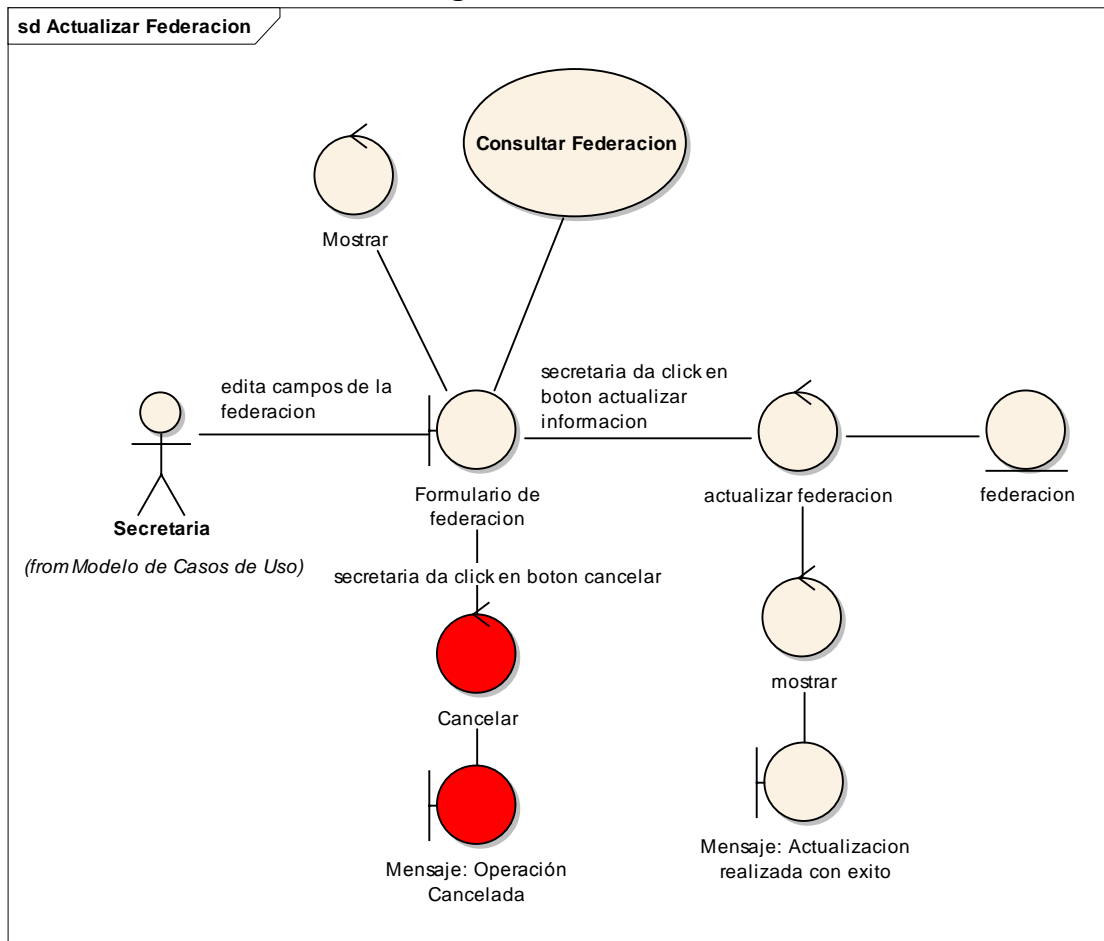 sd Actualizar Federacion
Consultar Federacion
Mostrar
edita campos de la
federacion
secretaria da click en
boton actualizar
informacion
Secretaria
(from Modelo de Casos de Uso)
Formulario de
federacion
actualizar federacion
federacion
secretaria da click en boton cancelar
Cancelar
mostrar
Mensaje: Operación
Cancelada
Mensaje: Actualizacion
realizada con exito